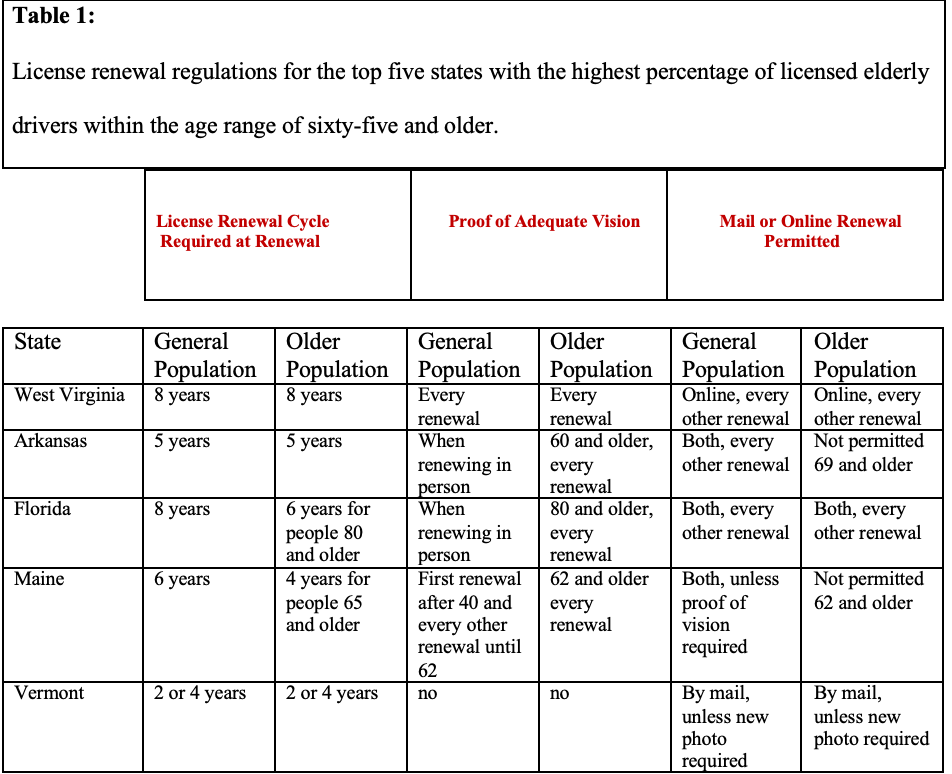 Table 1:
License renewal regulations for the top five states with the highest percentage of licensed elderly
drivers within the age range of sixty-five and older.
License Renewal Cycle
Required at Renewal
Proof of Adequate Vision
Mail or Online Renewal
Permitted
State
General
Population
Older
Population
General
Population
Older
Population
General
Population
Older
Population
West Virginia
8 years
8 years
Every
renewal
Every
renewal
Online, every
other renewal
Online, every
other renewal
Arkansas
5 years
5 years
When
renewing in
person
60 and older,
every
renewal
Both, every
other renewal
Not permitted
69 and older
Florida
8 years
6 years for
people 80
and older
When
renewing in
person
80 and older,
every
renewal
Both, every
other renewal
Both, every
other renewal
Maine
6 years
4 years for
people 65
and older
First renewal
after 40 and
every other
renewal until
62
62 and older
every
renewal
Both, unless
proof of
vision
required
Not permitted
62 and older
Vermont
2 or 4 years
2 or 4 years
no
no
By mail,
unless new
photo
required
By mail,
unless new
photo required